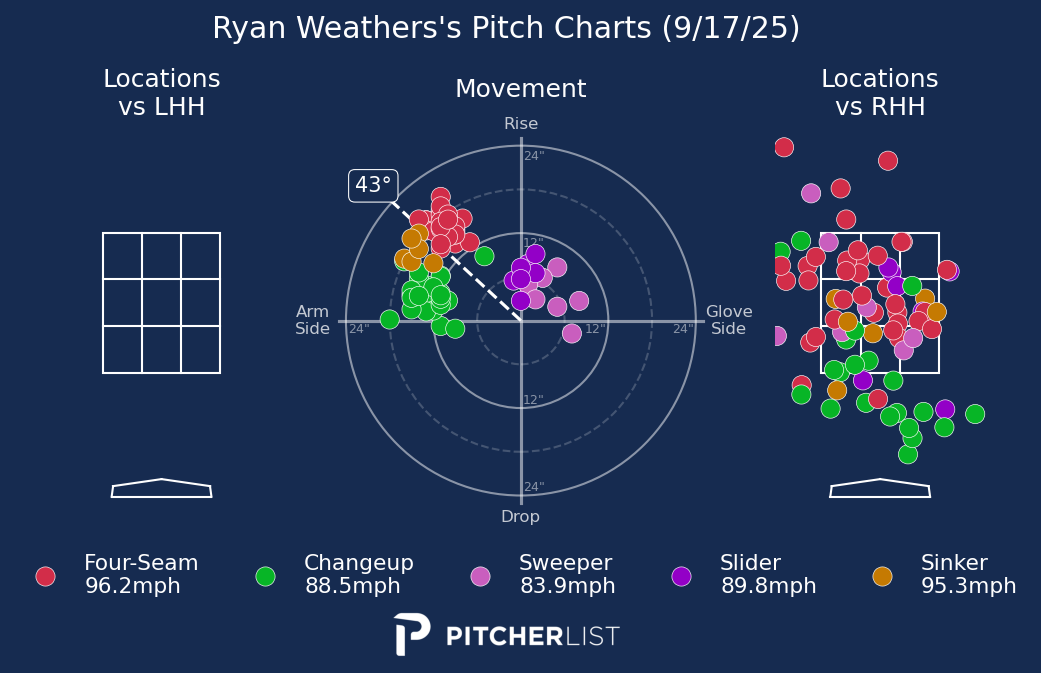 Ryan Weathers's Pitch Charts (9/17/25)
Locations
vs LHH
Movement
Locations
vs RHH
Rise
24"
43°
12"
Arm
Side
24"
12"
24"
Glove
Side
12"
24"
Drop
Four-Seam
96.2mph
Changeup
88.5mph
Sweeper
83.9mph
Slider
89.8mph
Sinker
95.3mph
PITCHERLIST